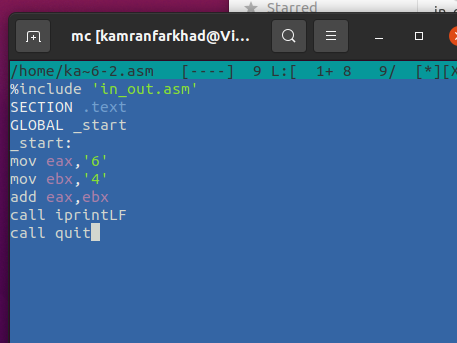 Starred
mc [kamranfarkhad@Vi...
/home/ka~6-2.asm [----] 9 L:[ 1+ 8 9/ [*][X
%include 'in_out.asm'
SECTION .text
GLOBAL _start
_start:
mov eax,'6'
mov ebx,'4'
add eax,ebx
call iprintLF
call quit